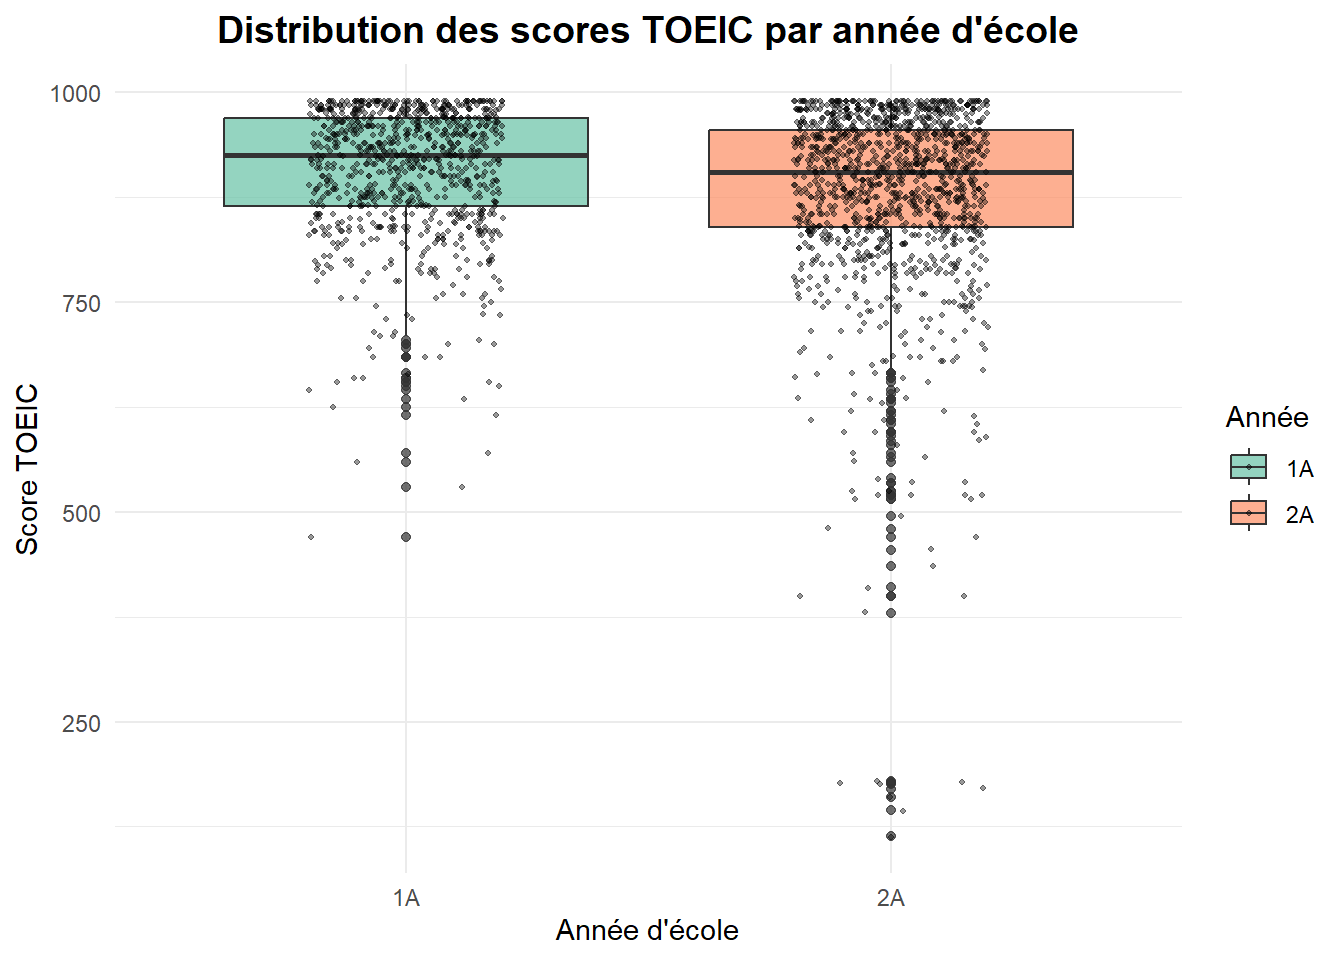 Distribution des scores TOEIC par année d'école
1000
750
500
250
Score TOEIC
1A
2A
Année d'école
Année
1A
2A